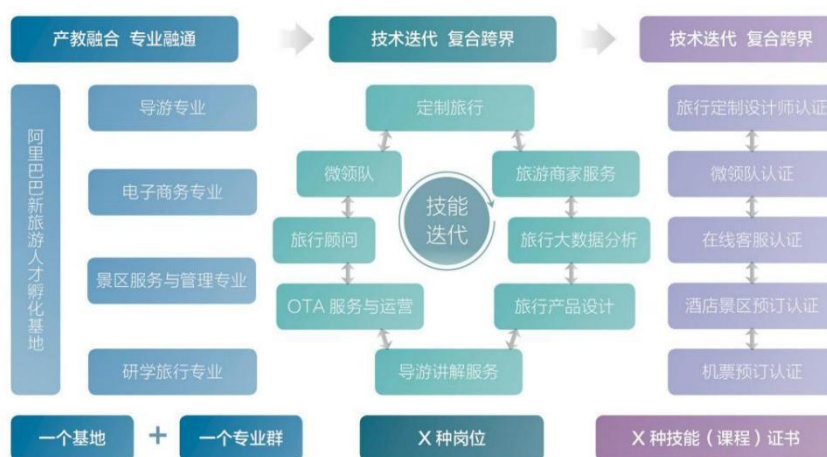 产教融合 专业融通
技术迭代 复合跨界
技术迭代 复合跨界
阿里巴巴新旅游人才孵化基地
导游专业
电子商务专业
景区服务与管理专业
研学旅行专业
定制旅行
微领队
旅游商家服务
技能
迭代
旅行顾问
旅行大数据分析
OTA 服务与运营
旅行产品设计
导游讲解服务
旅行定制设计师认证
微领队认证
在线客服认证
酒店景区预订认证
机票预订认证
一个基地
+
一个专业群
X 种岗位
X 种技能（课程）证书